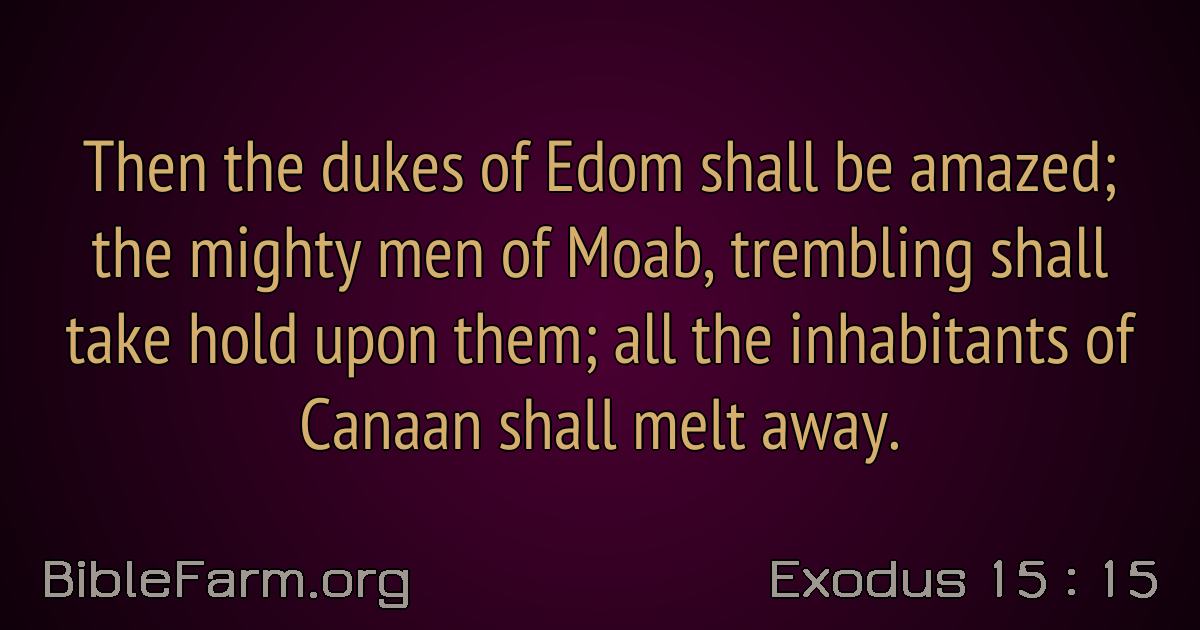 Then the dukes of Edom shall be amazed;
the mighty men of Moab, trembling shall
take hold upon them; all the inhabitants of
Canaan shall melt away.
BibleFarm.org
Exodus 15 : 15